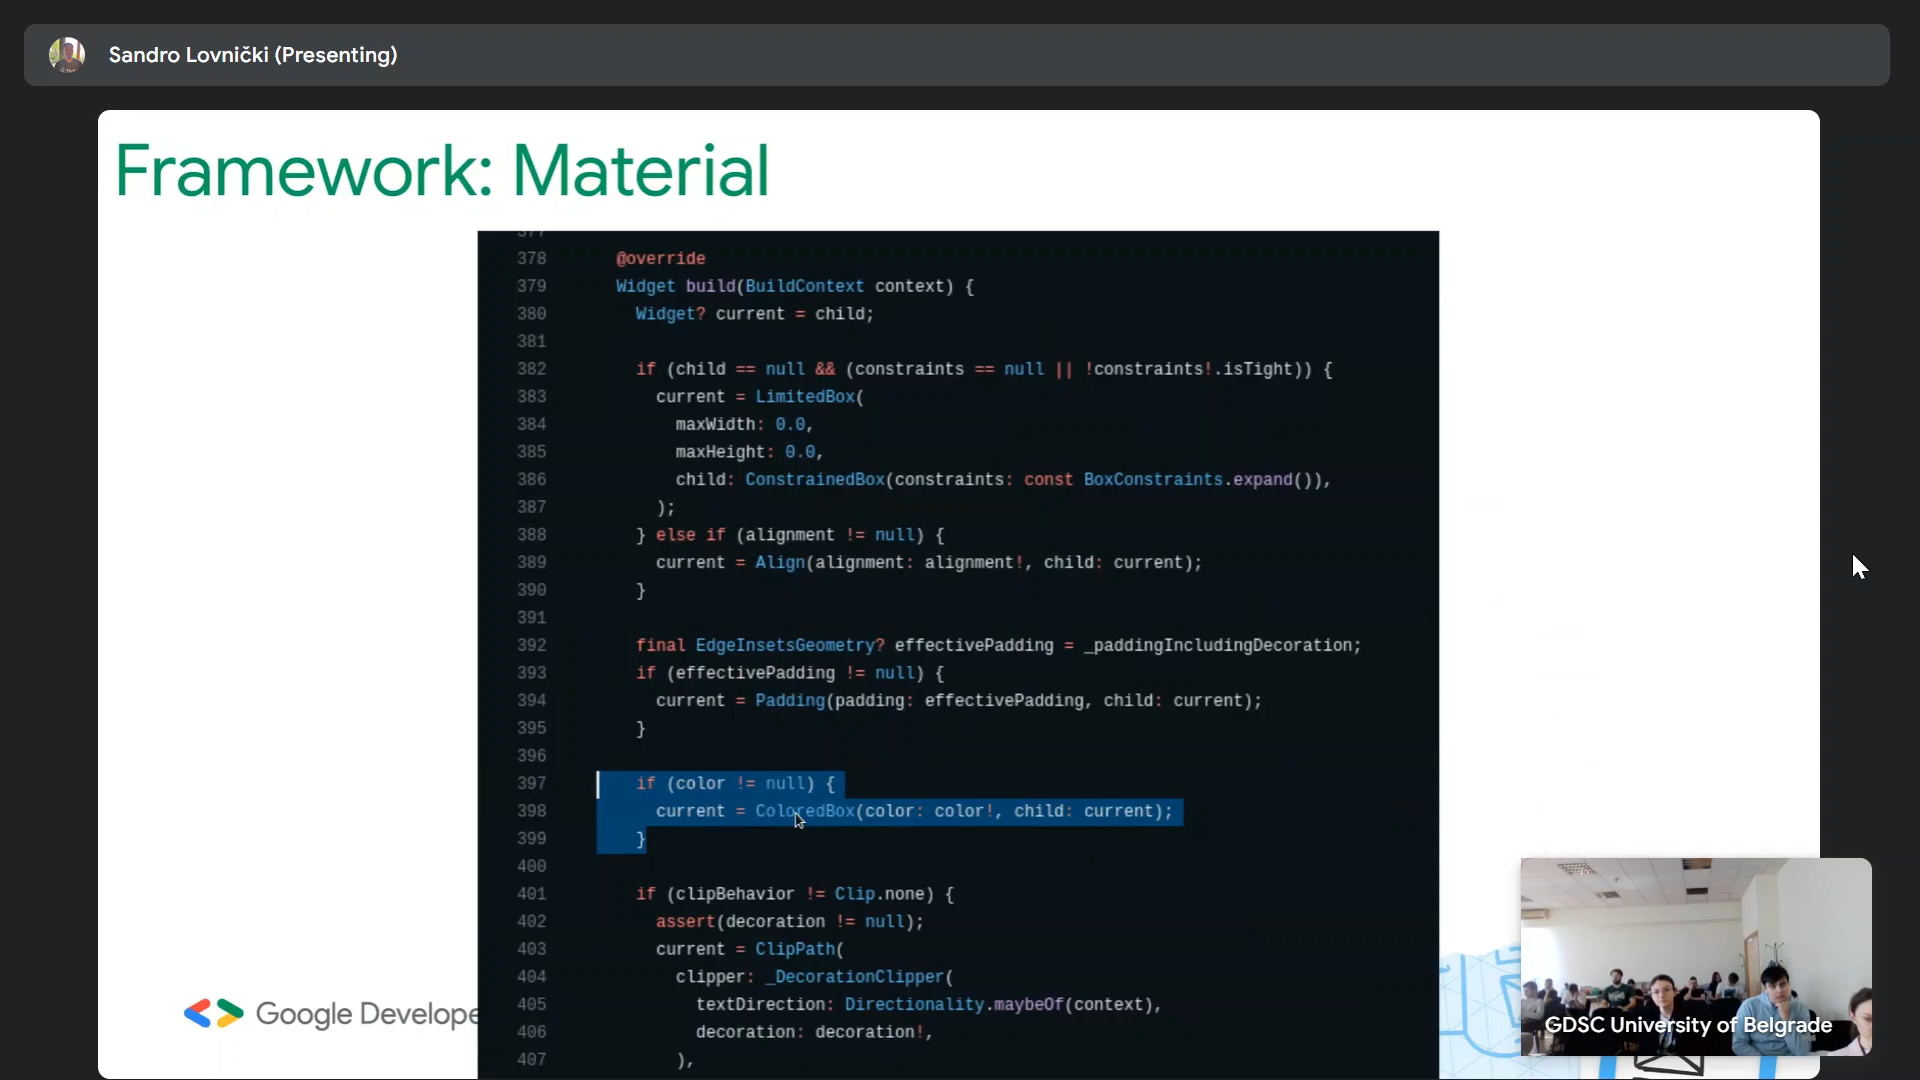 Sandro Lovnički (Presenting)
Framework: Material
377
378 @override
379 Widget build(BuildContext context) {
380 Widget? current = child;
381
382 if (child == null && (constraints == null || !constraints!.isTight)) {
383 current = LimitedBox(
384 maxWidth: 0.0,
385 maxHeight: 0.0,
386 child: ConstrainedBox(constraints: const BoxConstraints.expand()),
387 );
388 } else if (alignment != null) {
389 current = Align(alignment: alignment!, child: current);
390 }
391
392 final EdgeInsetsGeometry? effectivePadding = _paddingIncludingDecoration;
393 if (effectivePadding != null) {
394 current = Padding(padding: effectivePadding, child: current);
395 }
396
397 if (color != null) {
398 current = ColoredBox(color: color!, child: current);
399 }
400
401 if (clipBehavior != Clip.none) {
402 assert(decoration != null);
403 current = ClipPath(
404 clipper: _DecorationClipper(
405 textDirection: Directionality.maybeOf(context),
406 decoration: decoration!,
407 ),
Google Develope
GDSC University of Belgrade